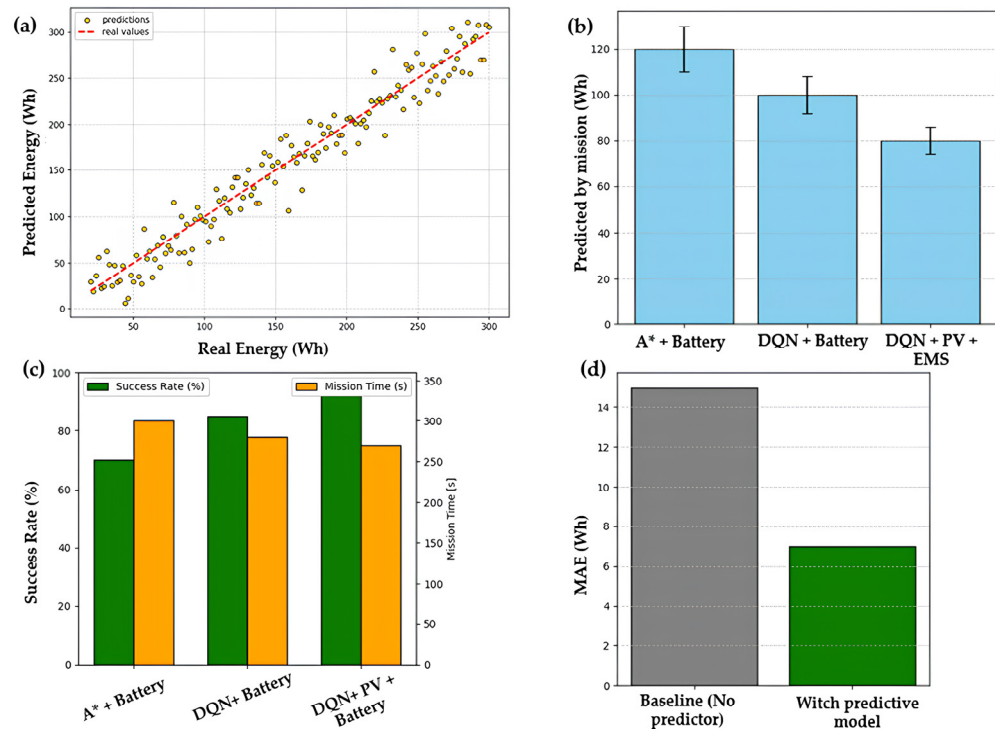 (a)
predictions
real values
Predicted Energy (Wh)
300
250
200
150
100
50
0
50
100
150
200
250
300
Real Energy (Wh)
(b)
Predicted by mission (Wh)
120
100
80
60
40
20
0
A* + Battery
DQN + Battery
DQN + PV +
EMS
(c)
Success Rate (%)
Mission Time (s)
Success Rate (%)
100
80
60
40
20
0
350
300
250
200
150
100
50
0
Mission Time [s]
A* + Battery
DQN+ Battery
DQN+ PV +
Battery
(d)
MAE (Wh)
14
12
10
8
6
4
2
0
Baseline (No
predictor)
Witch predictive
model